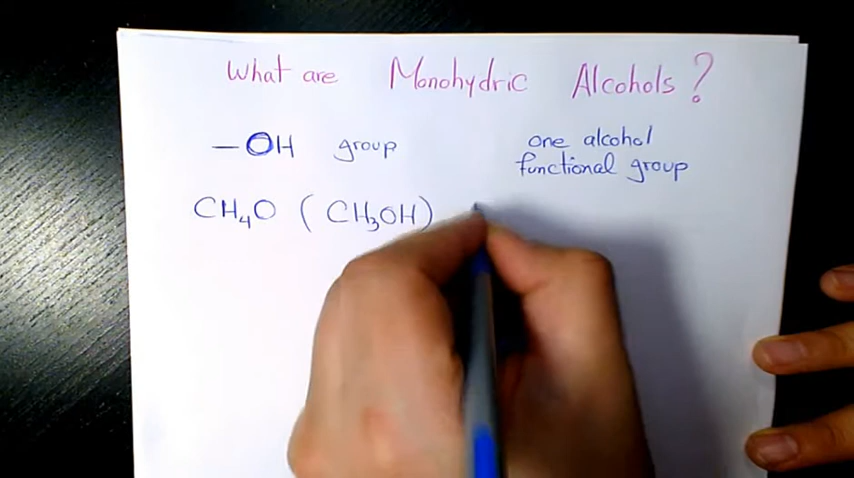 What are Monohydric Alcohols?
–OH group
one alcohol
functional group
CH₄O (CH₃OH)